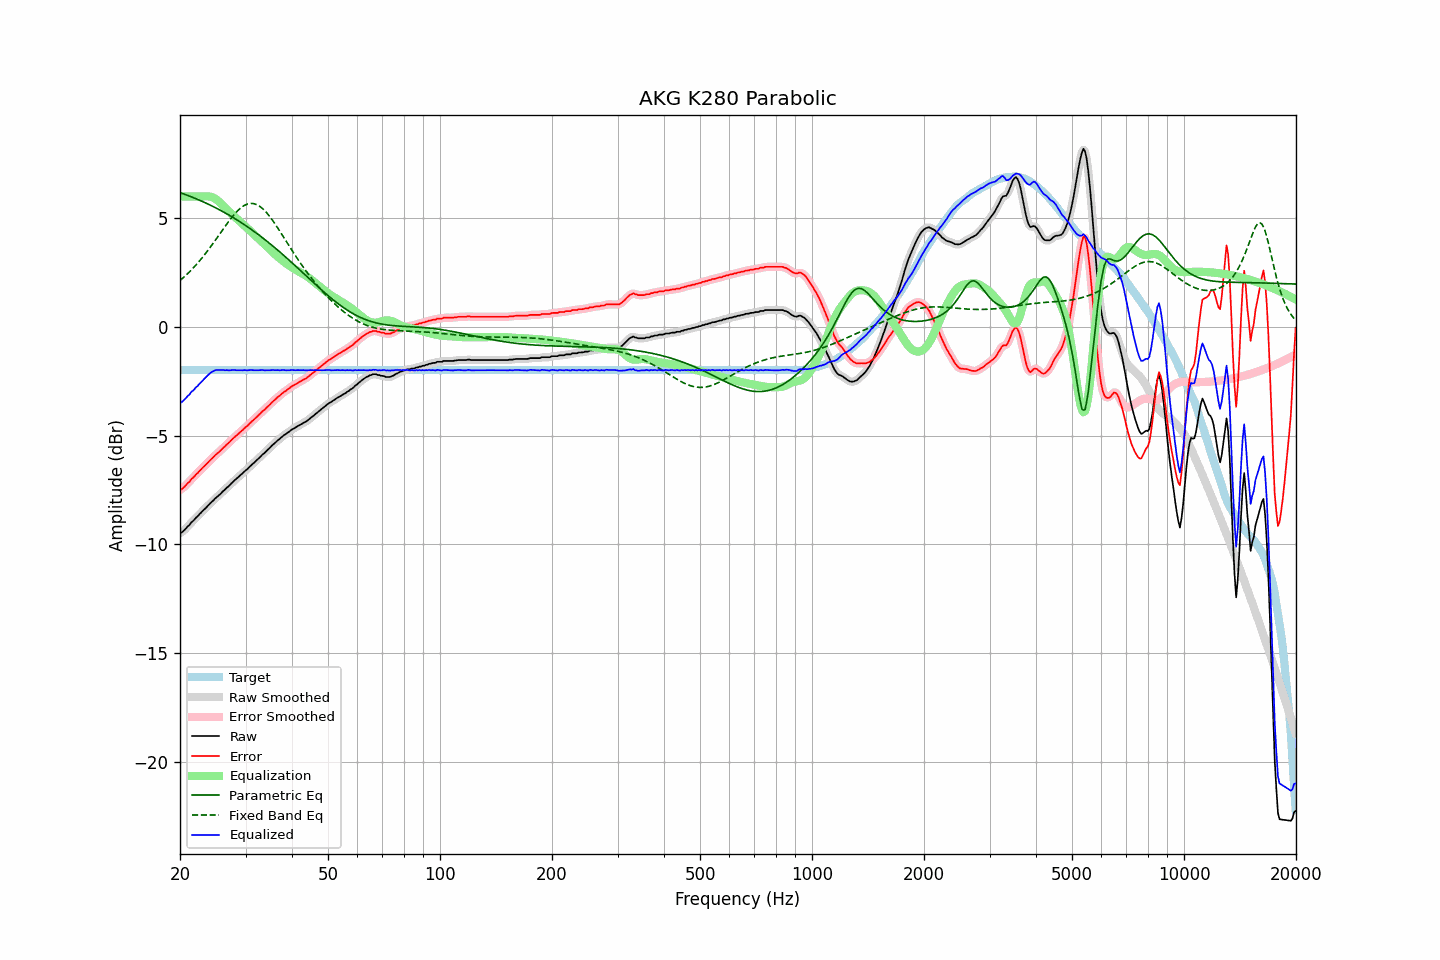 AKG K280 Parabolic
Amplitude (dBr)
5
0
−5
−10
−15
−20
Target
Raw Smoothed
Error Smoothed
Raw
Error
Equalization
Parametric Eq
Fixed Band Eq
Equalized
20 50 100 200 500 1000 2000 5000 10000 20000
Frequency (Hz)